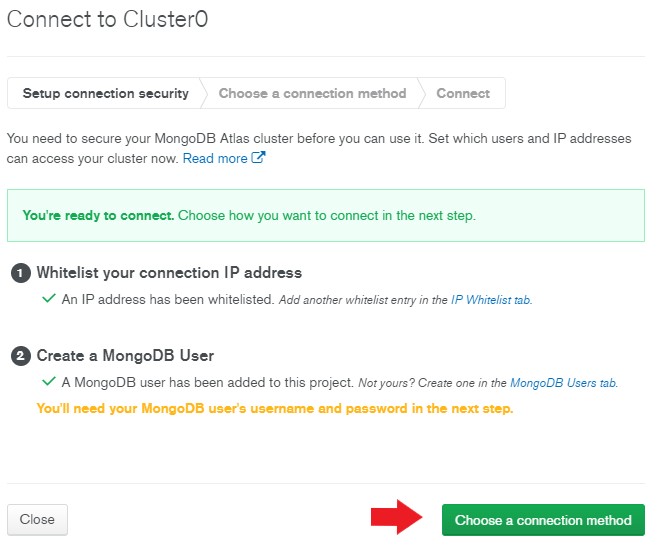 Connect to Cluster0
Setup connection security Choose a connection method Connect
You need to secure your MongoDB Atlas cluster before you can use it. Set which users and IP addresses
can access your cluster now. Read more
You're ready to connect. Choose how you want to connect in the next step.
1 Whitelist your connection IP address
An IP address has been whitelisted. Add another whitelist entry in the IP Whitelist tab.
2 Create a MongoDB User
A MongoDB user has been added to this project. Not yours? Create one in the MongoDB Users tab.
You'll need your MongoDB user's username and password in the next step.
Close Choose a connection method